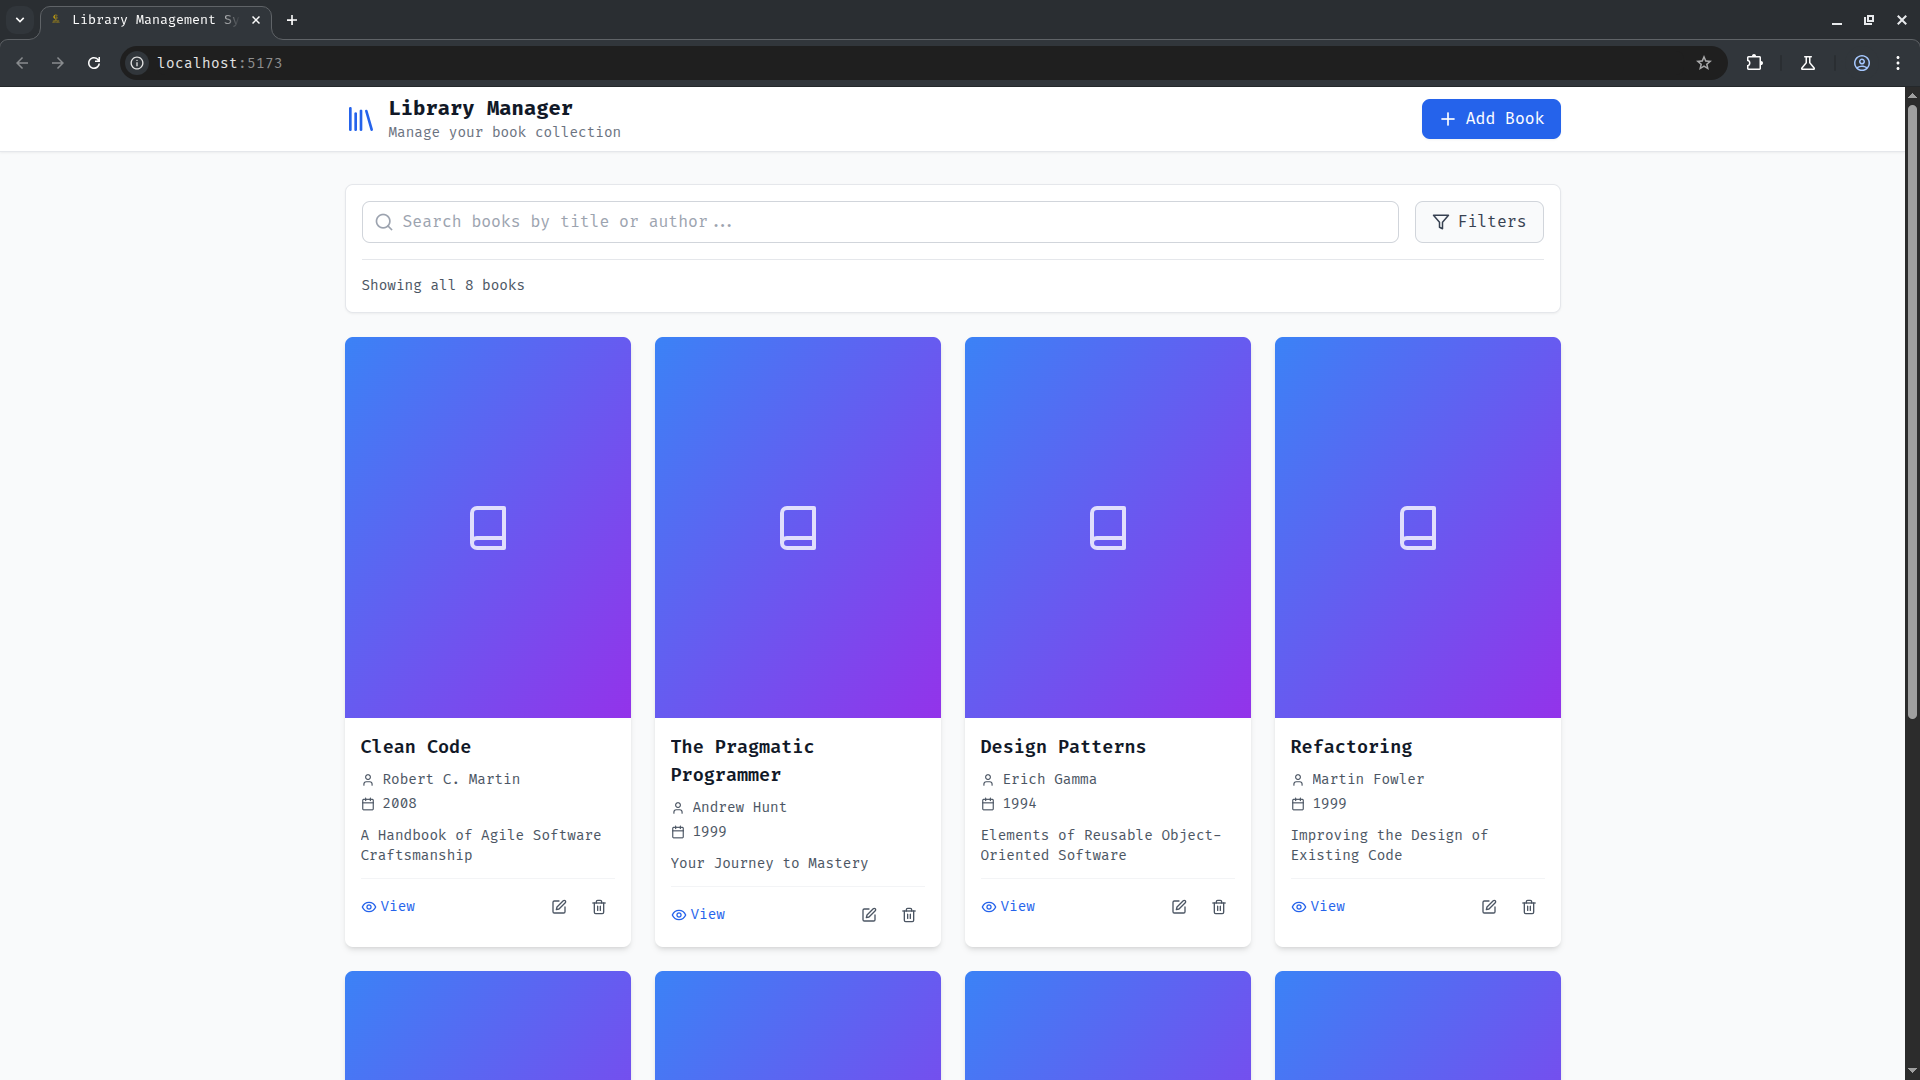 Library Management Sy
localhost:5173
Library Manager
Manage your book collection
Add Book
Search books by title or author...
Filters
Showing all 8 books
Clean Code
Robert C. Martin
2008
A Handbook of Agile Software
Craftsmanship
View
The Pragmatic
Programmer
Andrew Hunt
1999
Your Journey to Mastery
View
Design Patterns
Erich Gamma
1994
Elements of Reusable Object-
Oriented Software
View
Refactoring
Martin Fowler
1999
Improving the Design of
Existing Code
View